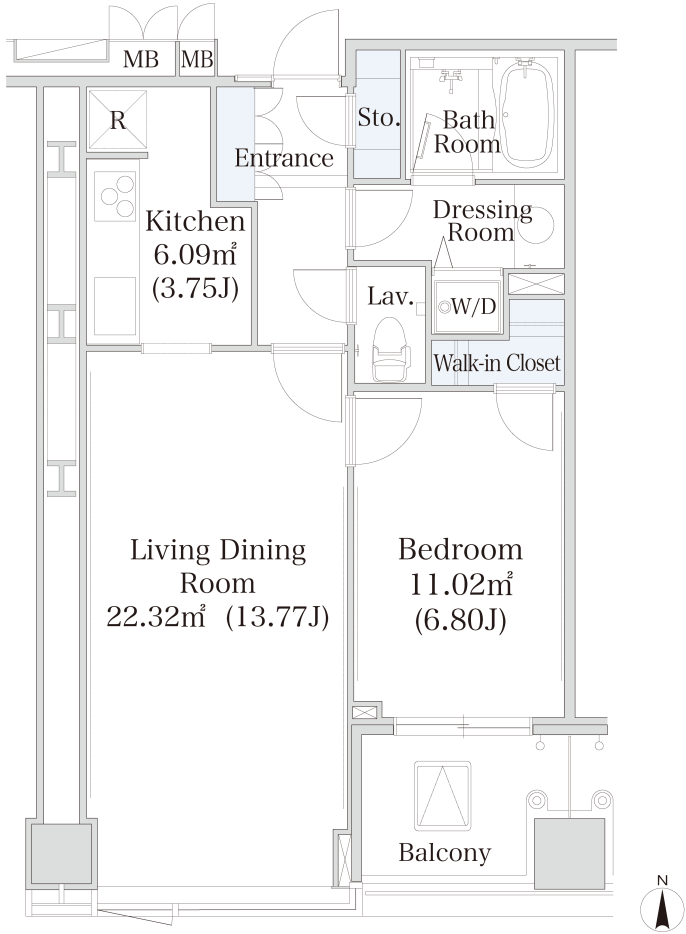 MB
MB
R
Sto.
Bath
Room
Entrance
Kitchen
6.09㎡
(3.75J)
Dressing
Room
Lav.
W/D
Walk-in Closet
Living Dining
Room
22.32㎡ (13.77J)
Bedroom
11.02㎡
(6.80J)
Balcony
N